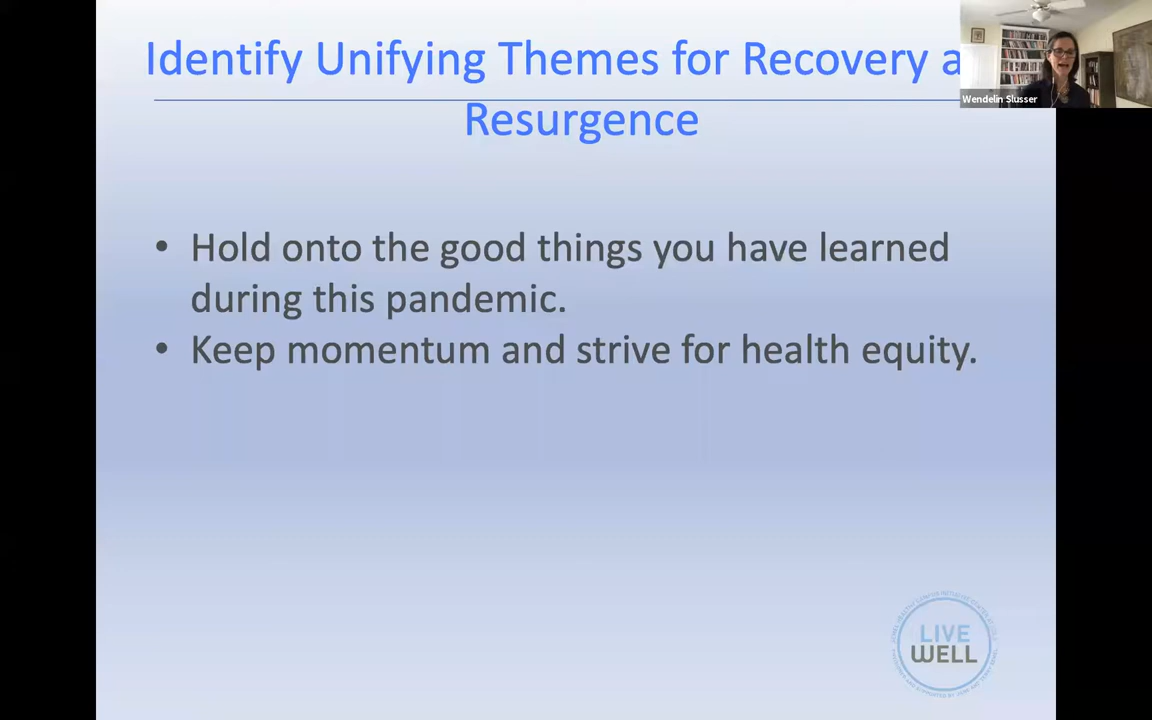 Identify Unifying Themes for Recovery a
Resurgence
Wendelin Slusser
• Hold onto the good things you have learned
during this pandemic.
• Keep momentum and strive for health equity.
LIVE
WELL